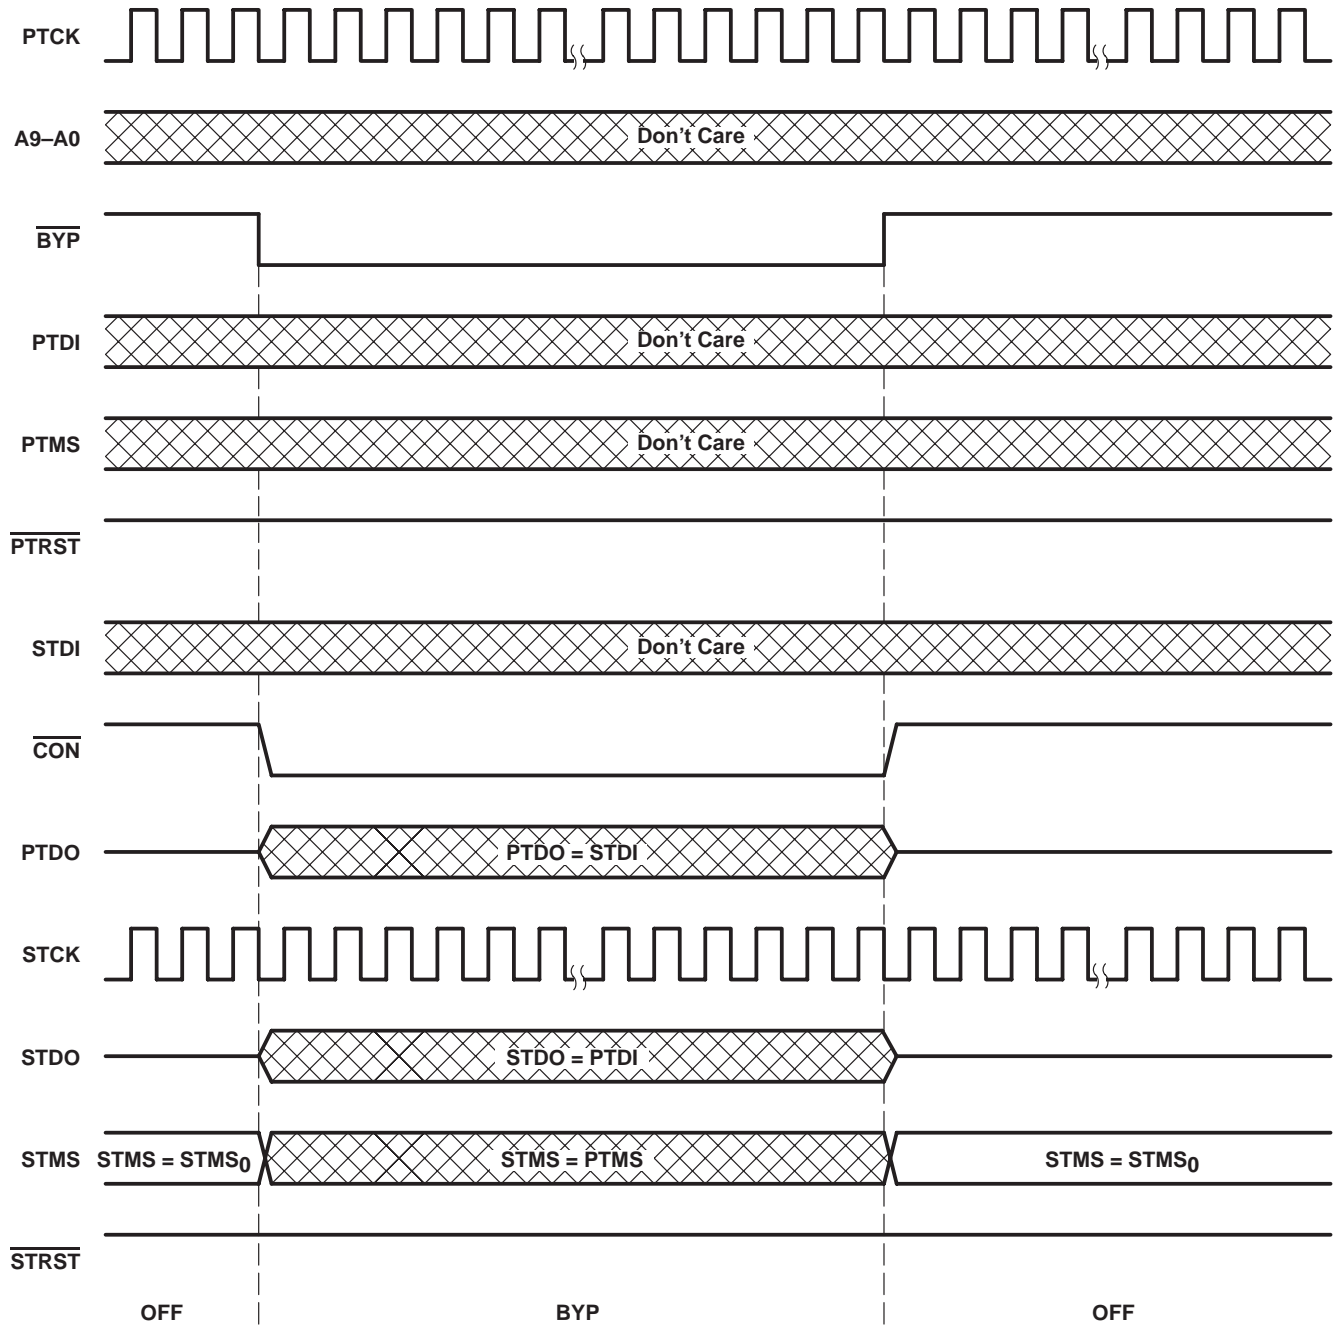 PTCK
A9–A0 Don't Care
BYP
PTDI Don't Care
PTMS Don't Care
PTRST
STDI Don't Care
CON
PTDO PTDO = STDI
STCK
STDO STDO = PTDI
STMS STMS = STMS0 STMS = PTMS STMS = STMS0
STRST
OFF BYP OFF